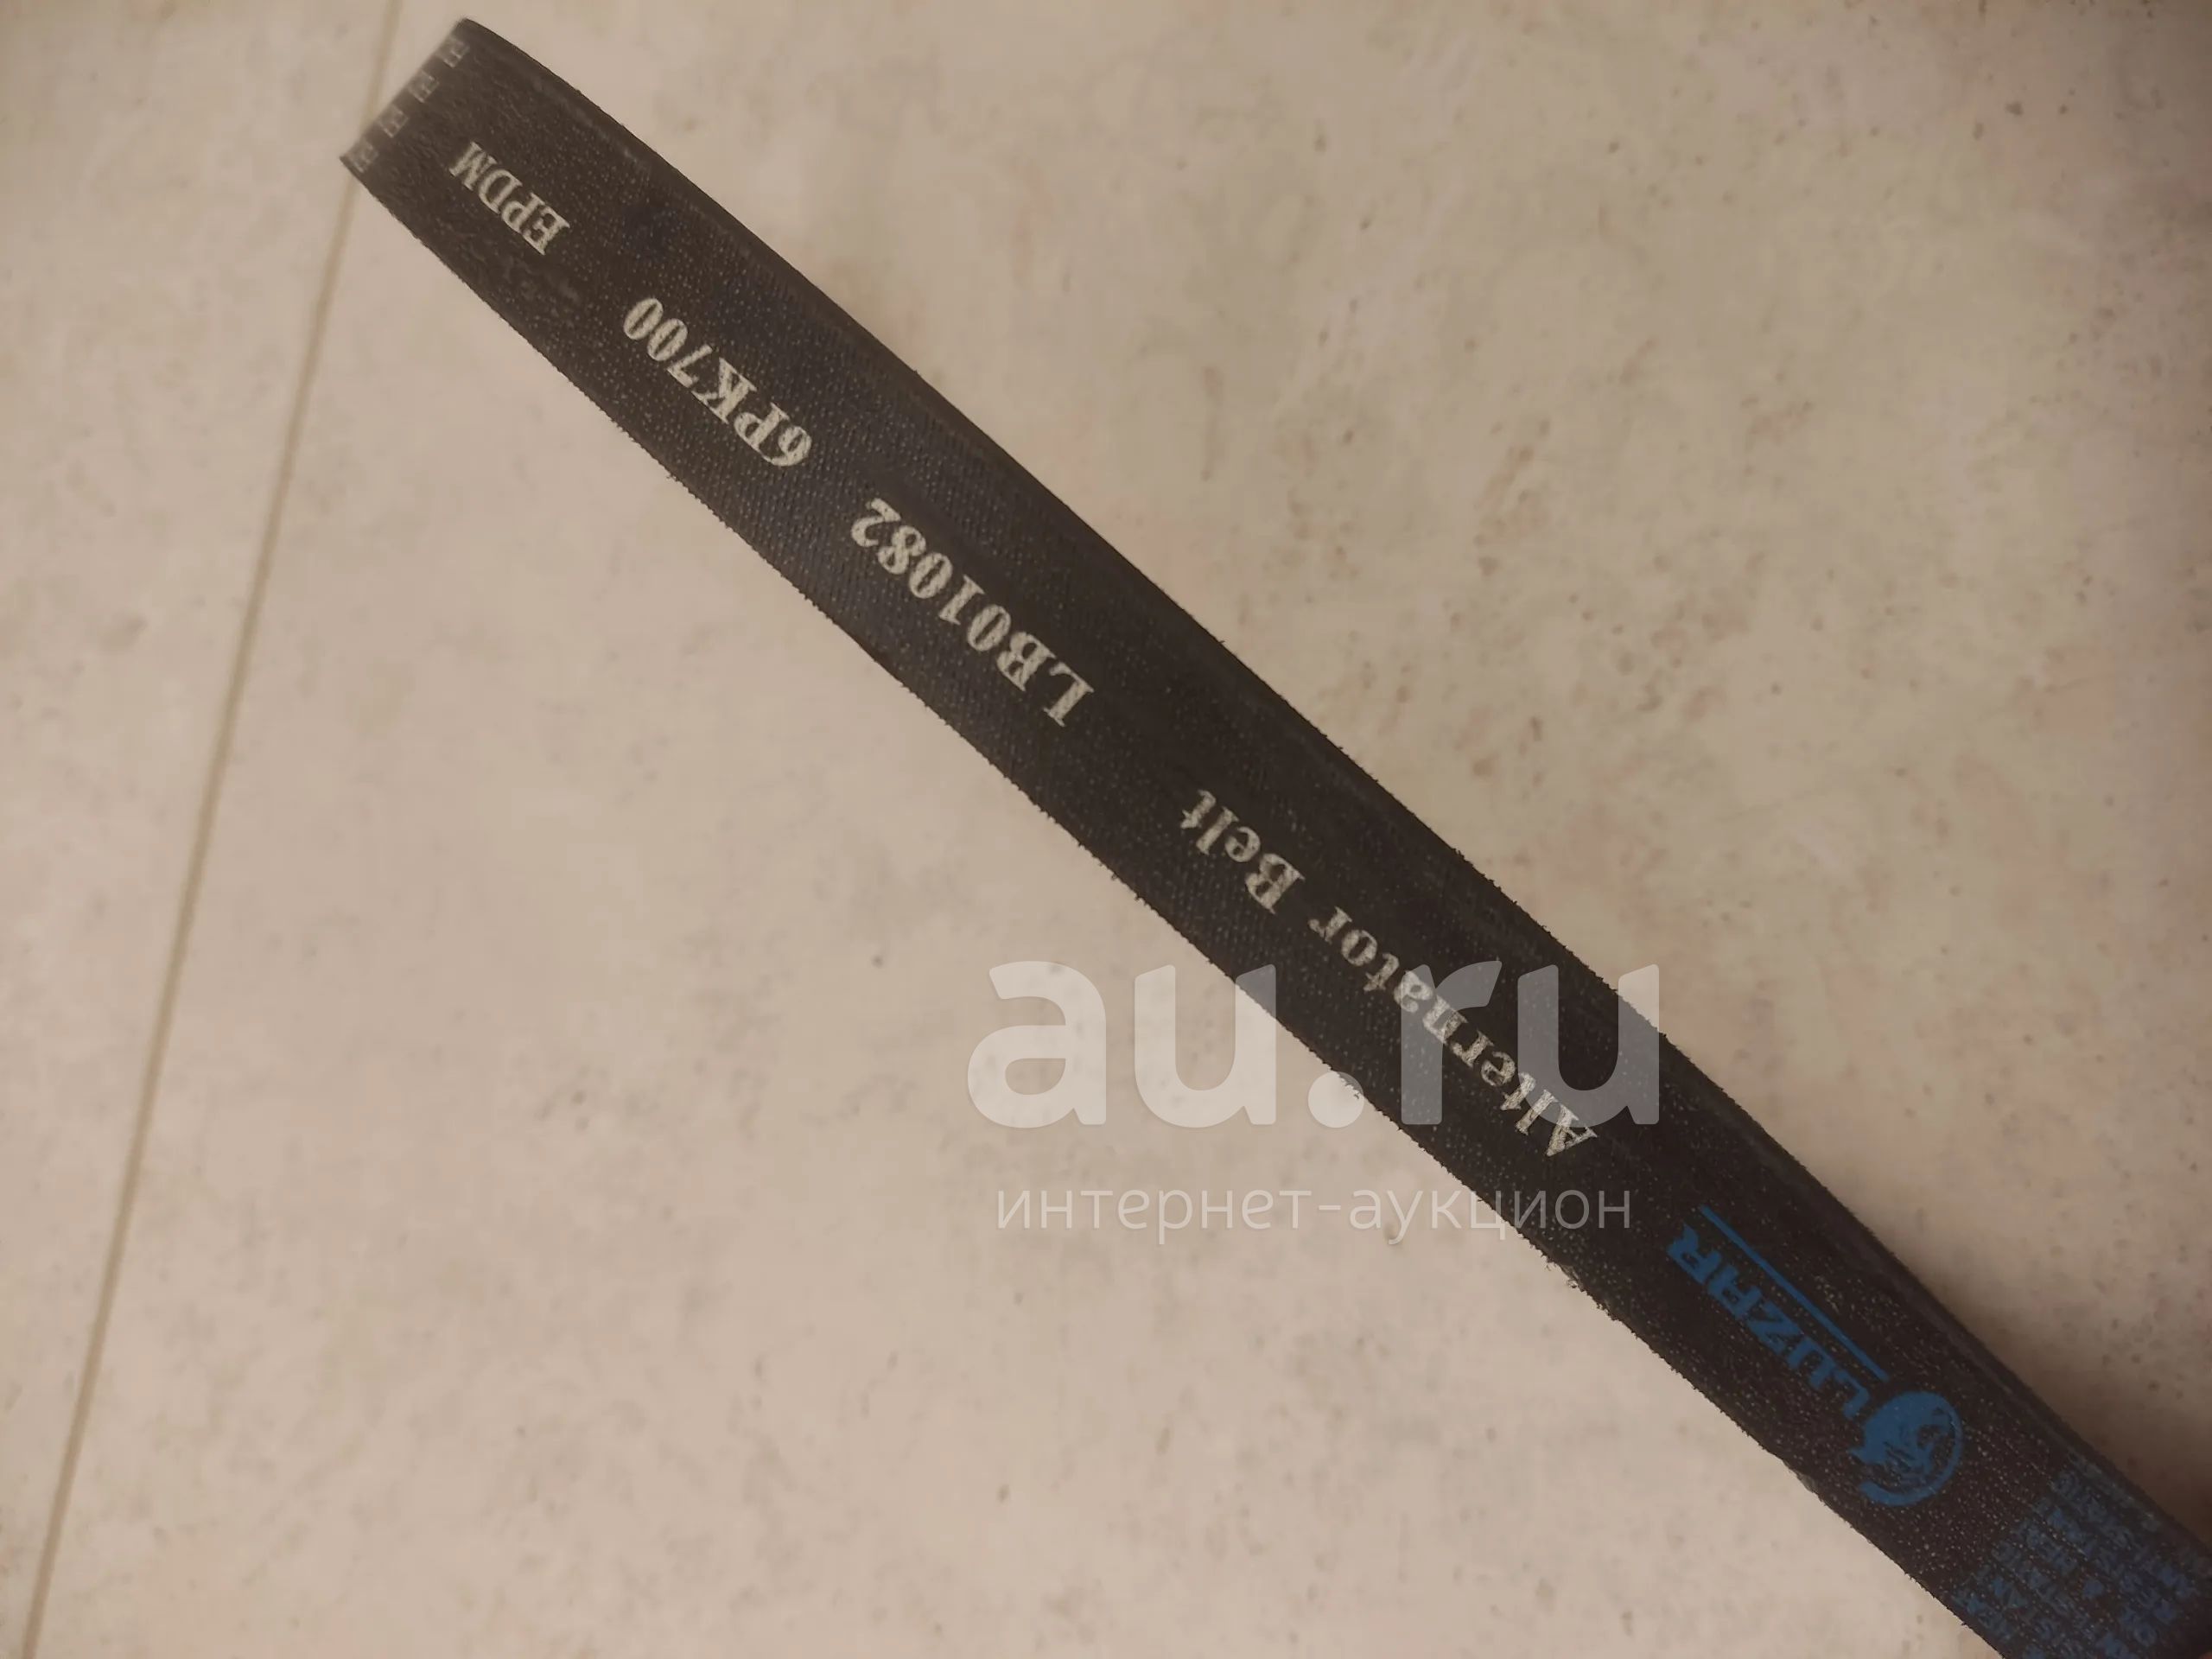 LUZAR Alternator Belt LB01082 6PK700 EPDM
au.ru
интернет-аукцион